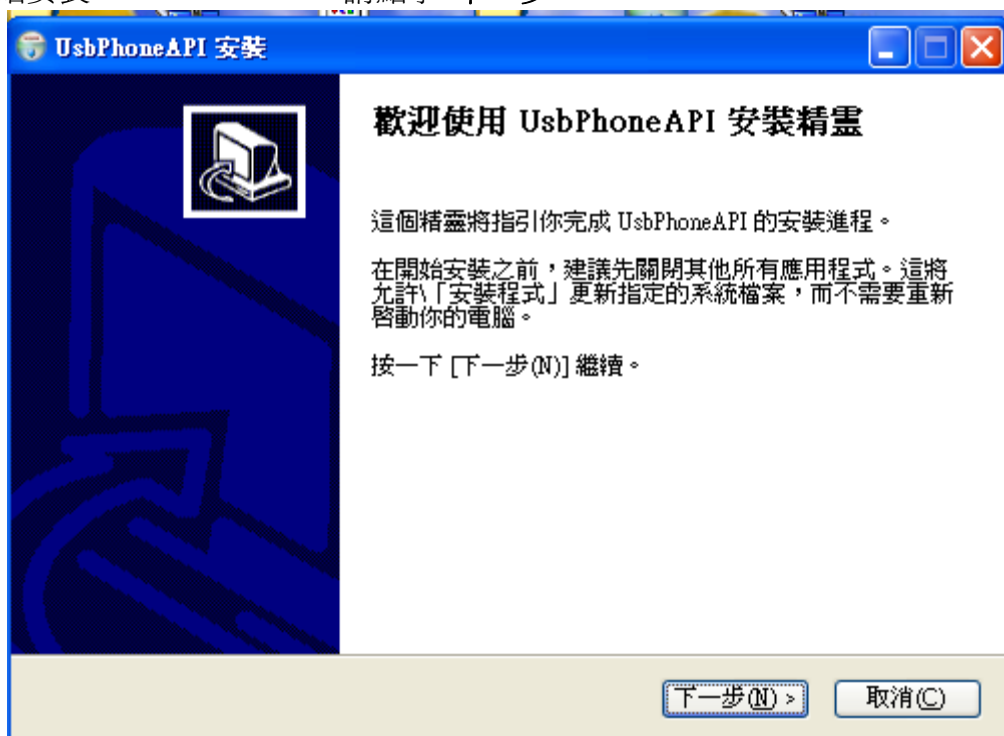 UsbPhoneAPI 安裝
歡迎使用 UsbPhoneAPI 安裝精靈
這個精靈將指引你完成 UsbPhoneAPI 的安裝進程。
在開始安裝之前，建議先關閉其他所有應用程式。這將
允許\「安裝程式」更新指定的系統檔案，而不需要重新
啓動你的電腦。
按一下 [下一步(N)] 繼續。
下一步(N) >
取消(C)